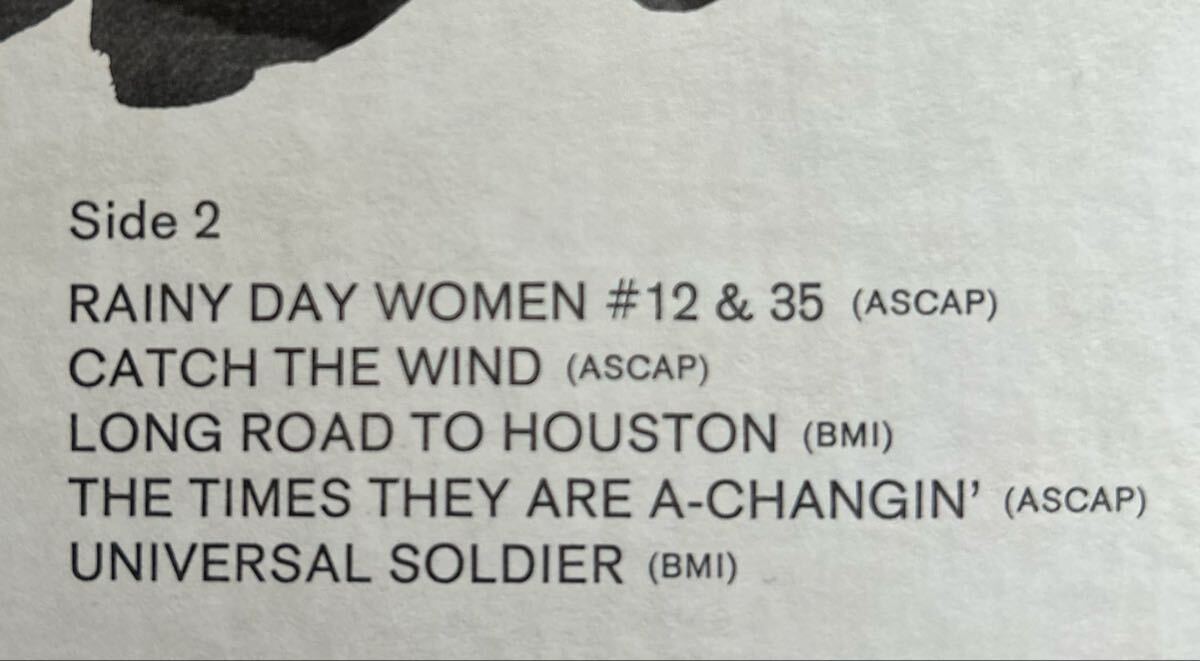 Side 2
RAINY DAY WOMEN #12 & 35 (ASCAP)
CATCH THE WIND (ASCAP)
LONG ROAD TO HOUSTON (BMI)
THE TIMES THEY ARE A-CHANGIN’ (ASCAP)
UNIVERSAL SOLDIER (BMI)